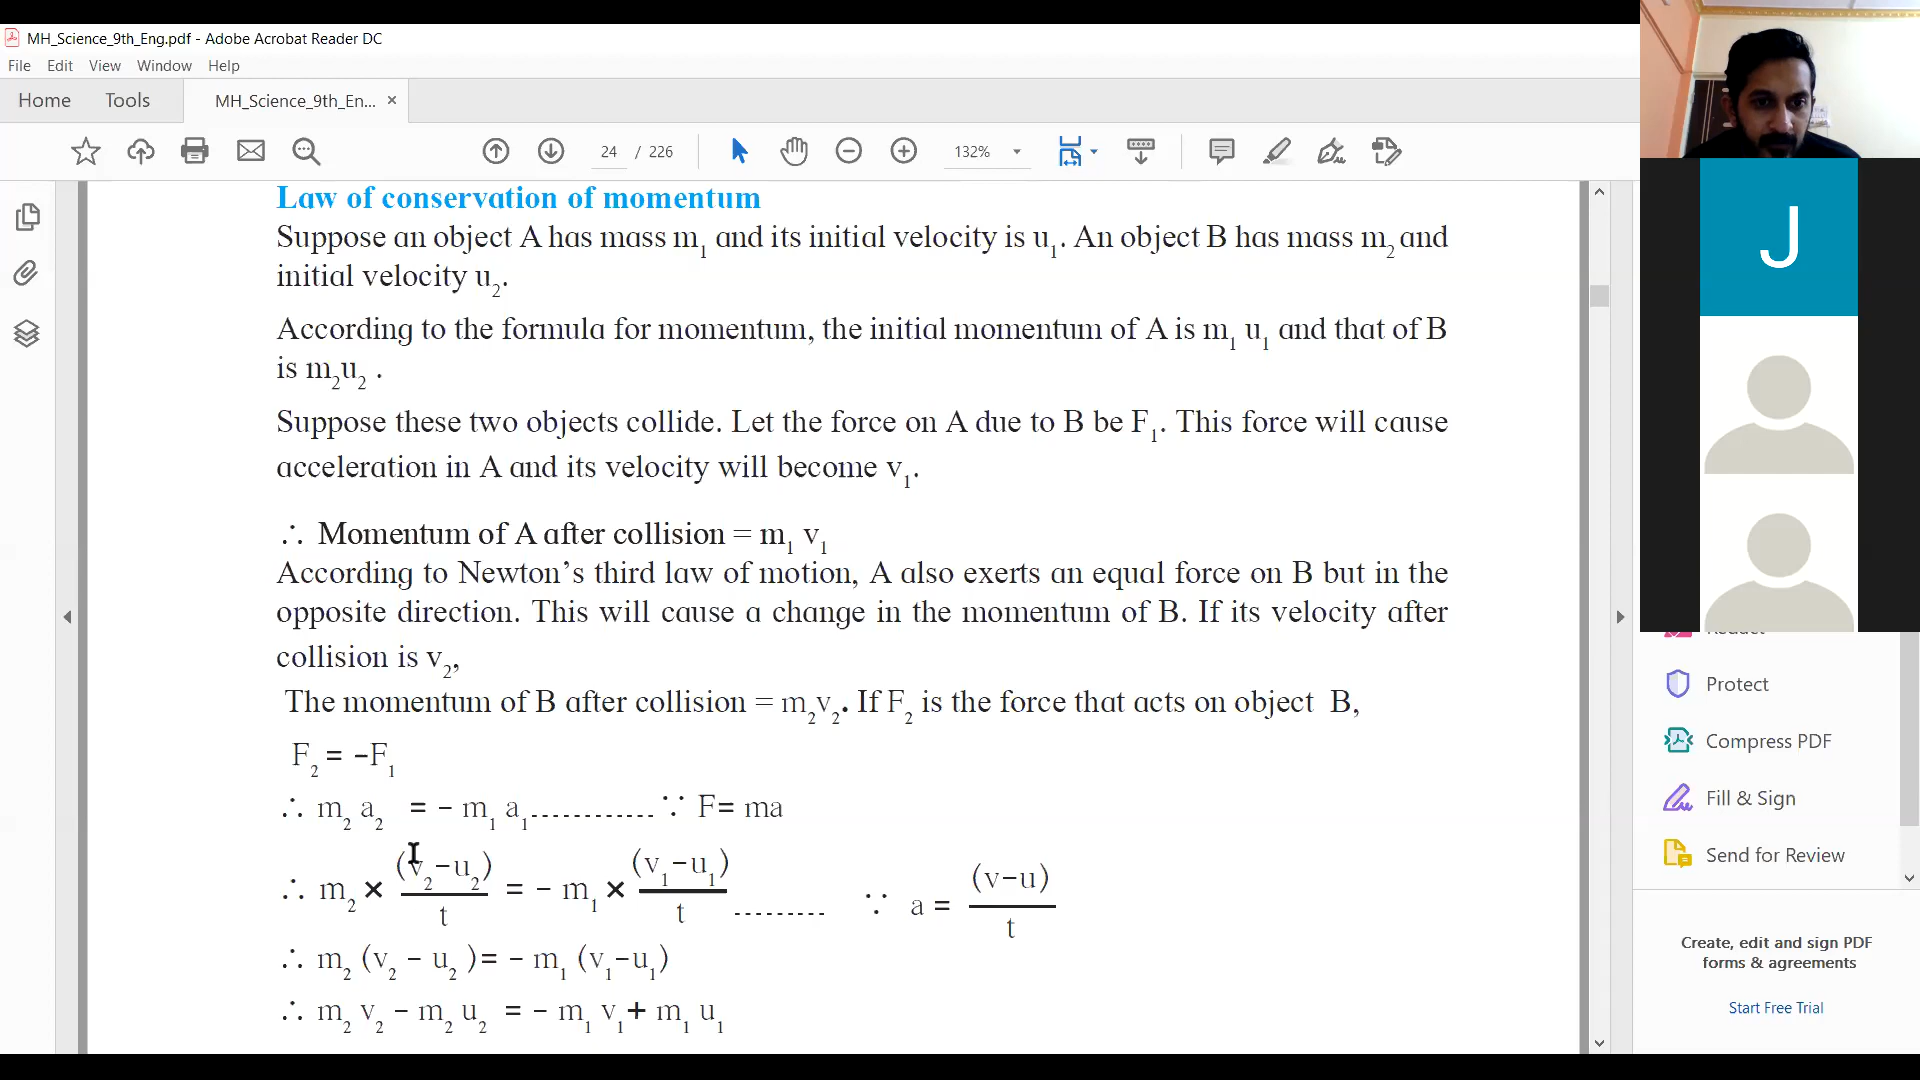 MH_Science_9th_Eng.pdf - Adobe Acrobat Reader DC
File Edit View Window Help
Home Tools MH_Science_9th_En... ×
24 / 226 132%
Law of conservation of momentum
Suppose an object A has mass m₁ and its initial velocity is u₁. An object B has mass m₂ and
initial velocity u₂.
According to the formula for momentum, the initial momentum of A is m₁ u₁ and that of B
is m₂u₂ .
Suppose these two objects collide. Let the force on A due to B be F₁. This force will cause
acceleration in A and its velocity will become v₁.
∴ Momentum of A after collision = m₁ v₁
According to Newton’s third law of motion, A also exerts an equal force on B but in the
opposite direction. This will cause a change in the momentum of B. If its velocity after
collision is v₂,
The momentum of B after collision = m₂v₂. If F₂ is the force that acts on object B,
F₂ = -F₁
∴ m₂ a₂ = - m₁ a₁............ ∵ F= ma
∴ m₂ × (v₂-u₂)/t = - m₁ × (v₁-u₁)/t ......... ∵ a = (v-u)/t
∴ m₂ (v₂ - u₂ )= - m₁ (v₁-u₁)
∴ m₂ v₂ - m₂ u₂ = - m₁ v₁+ m₁ u₁
J
Protect
Compress PDF
Fill & Sign
Send for Review
Create, edit and sign PDF
forms & agreements
Start Free Trial